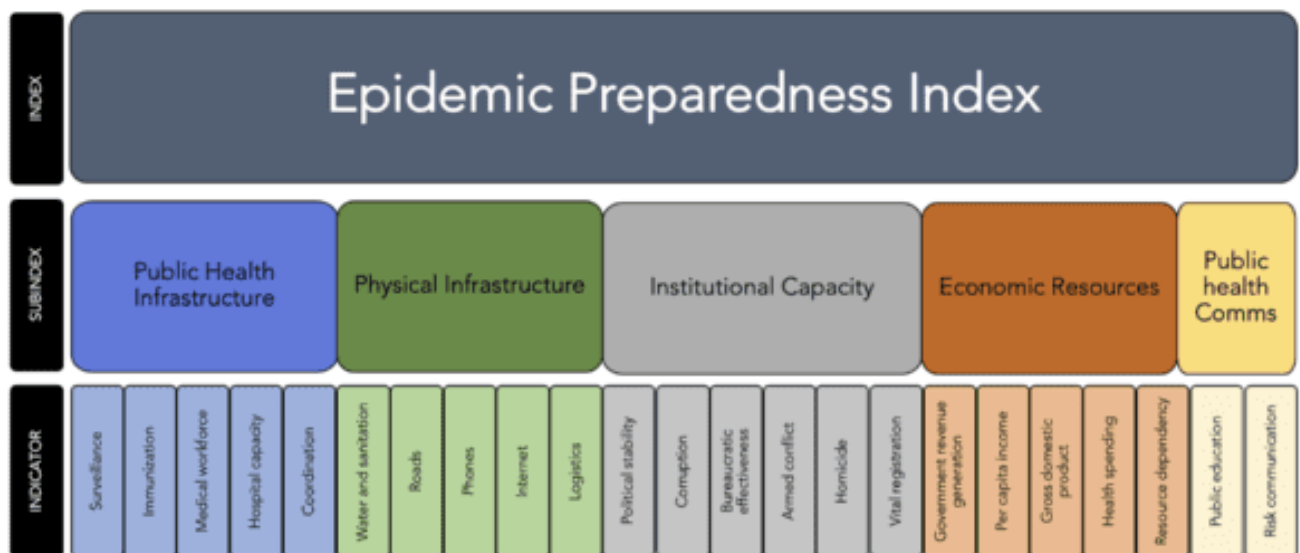 INDEX
Epidemic Preparedness Index
SUBINDEX
Public Health
Infrastructure
Physical Infrastructure
Institutional Capacity
Economic Resources
Public
health
Comms
INDICATOR
Surveillance
Immunization
Medical workforce
Hospital capacity
Coordination
Water and sanitation
Roads
Phones
Internet
Logistics
Political stability
Corruption
Bureaucratic
effectiveness
Armed conflict
Homicide
Vital registration
Government revenue
generation
Per capita income
Gross domestic
product
Health spending
Resource dependency
Public education
Risk communication